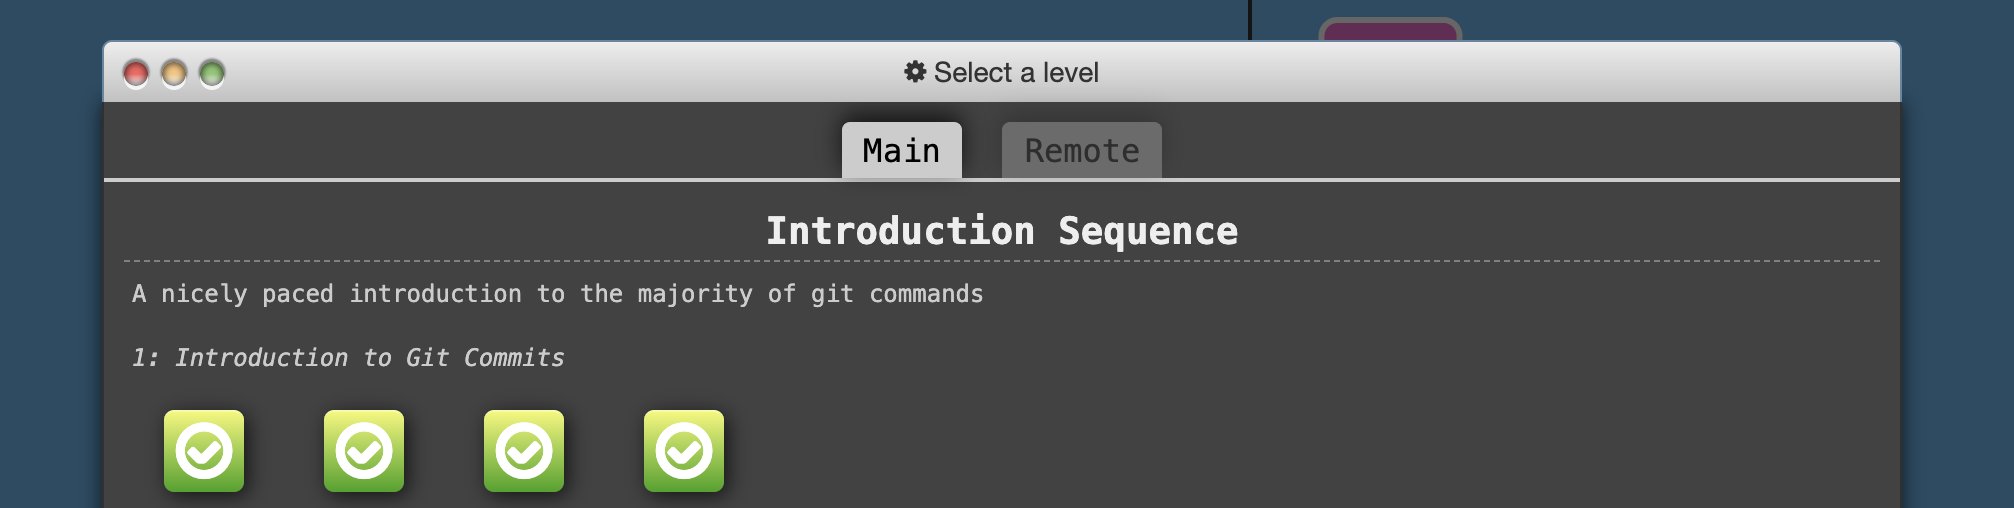 Select a level
Main
Remote
Introduction Sequence
A nicely paced introduction to the majority of git commands
1: Introduction to Git Commits